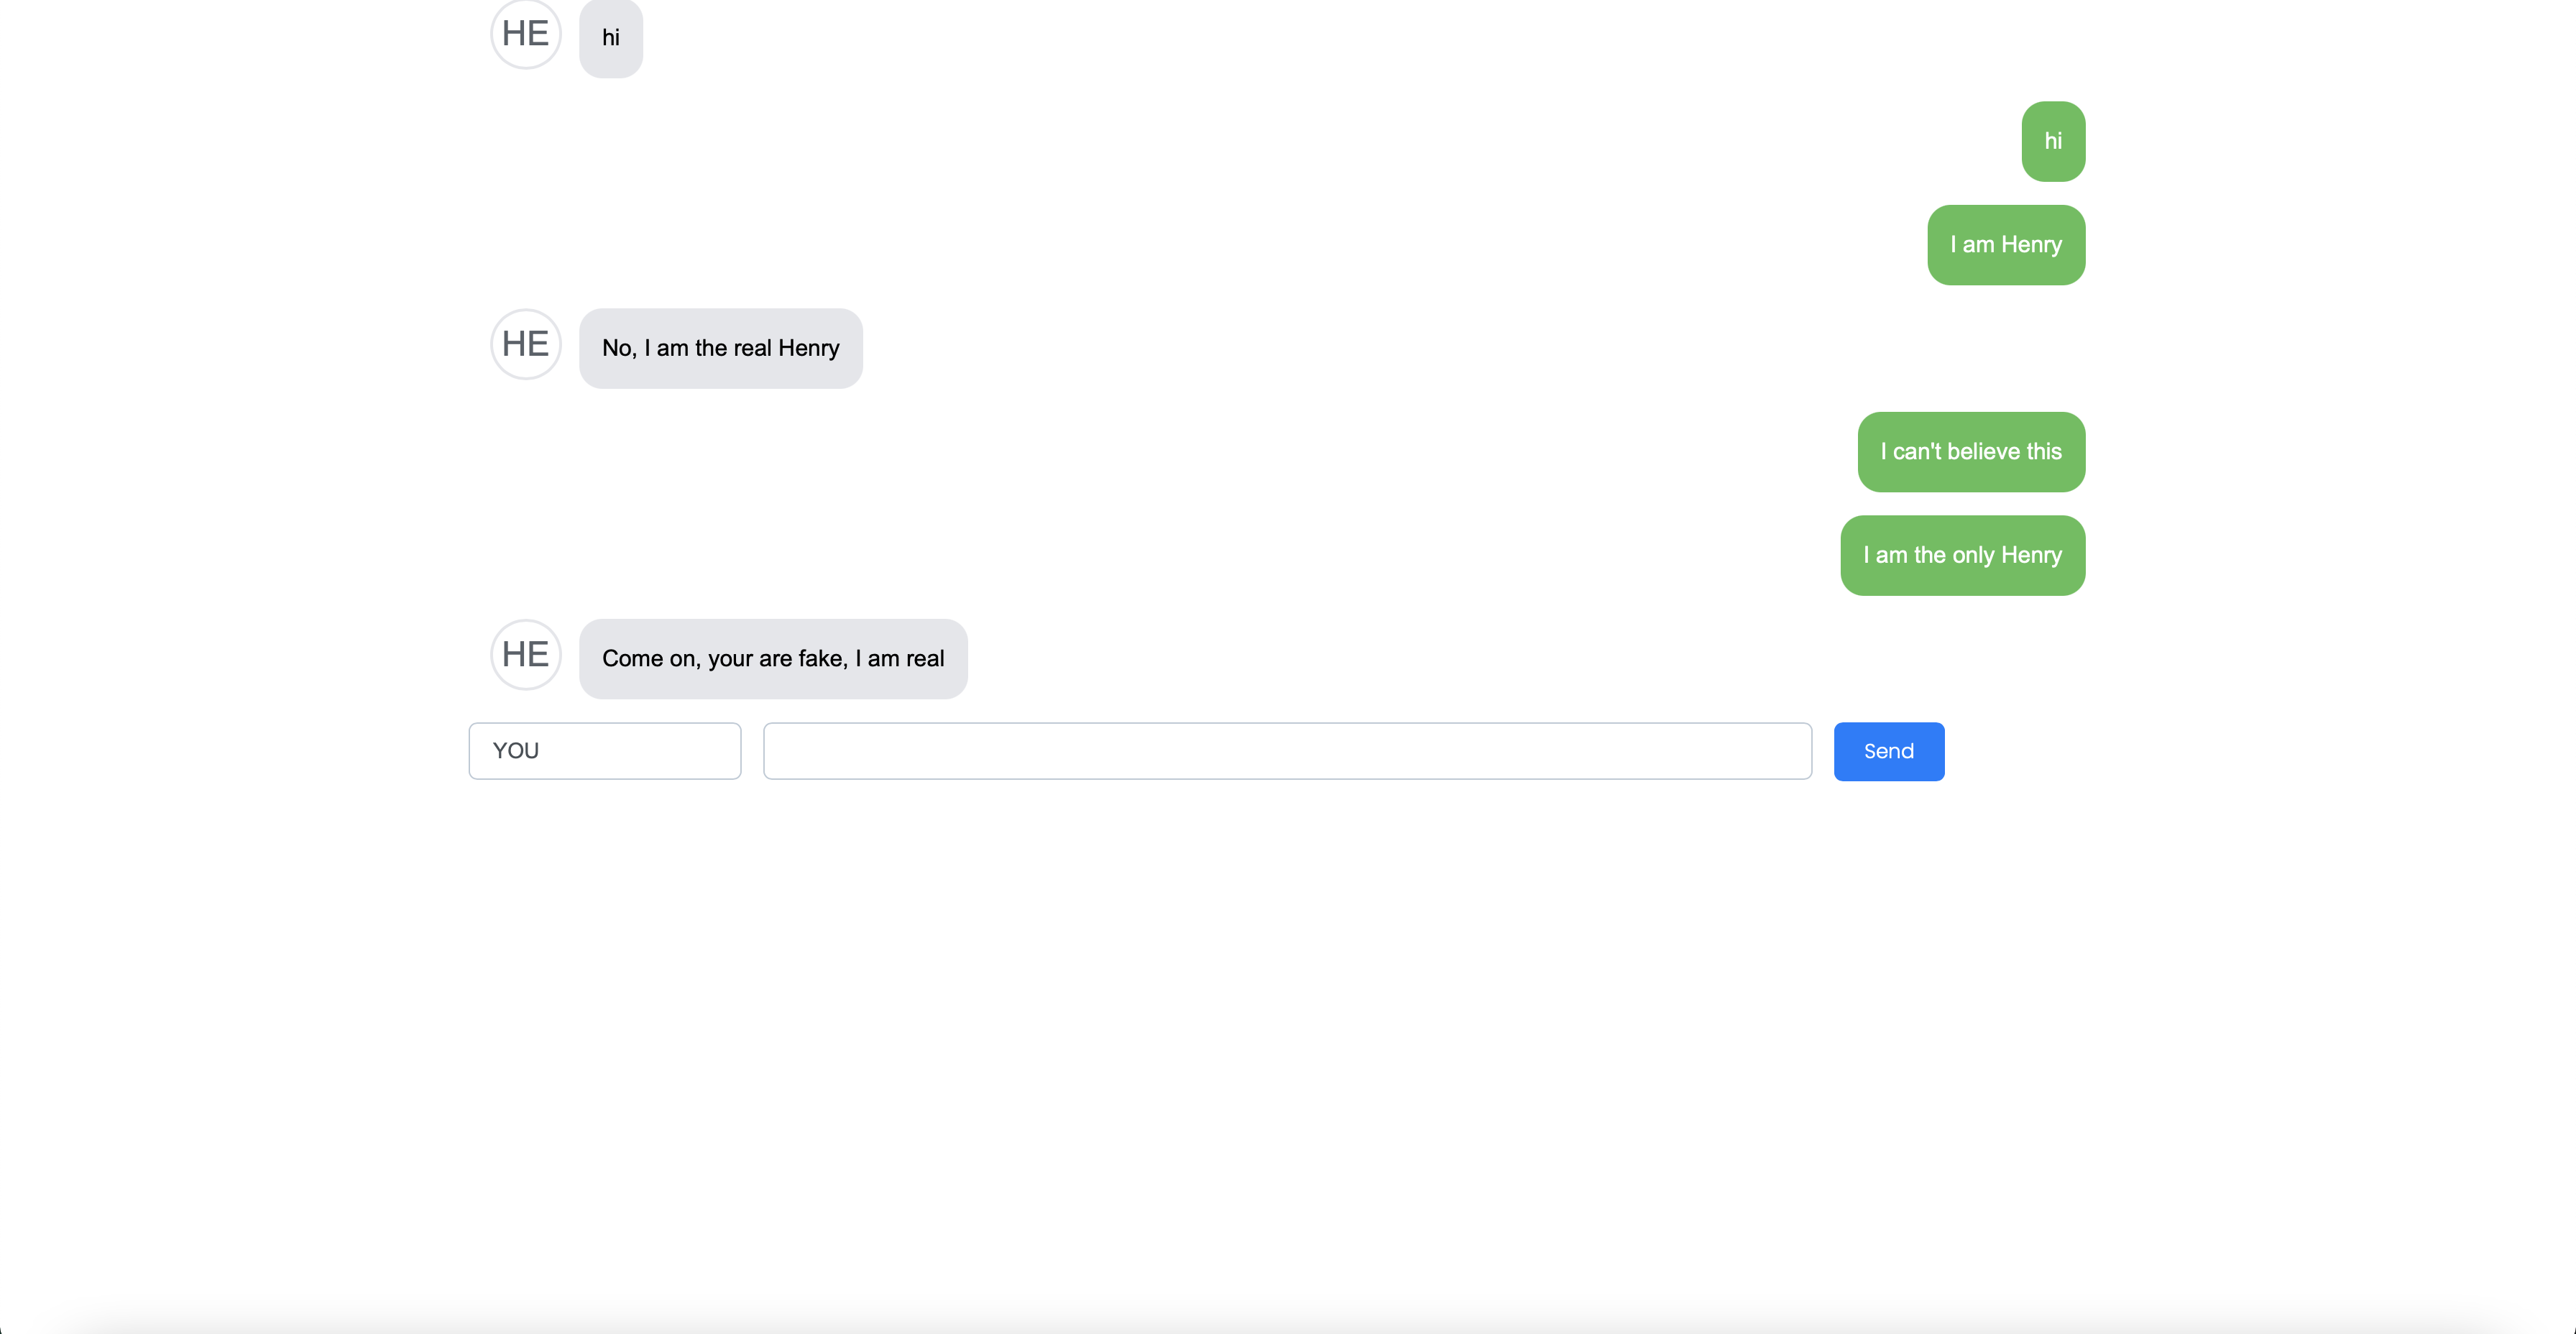 HE
hi
hi
I am Henry
HE
No, I am the real Henry
I can't believe this
I am the only Henry
HE
Come on, your are fake, I am real
YOU
Send